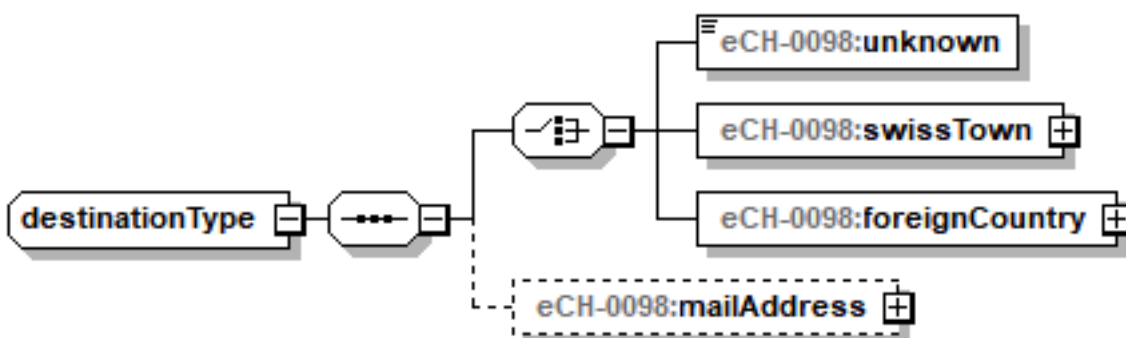 eCH-0098:unknown
eCH-0098:swissTown
destinationType
eCH-0098:foreignCountry
eCH-0098:mailAddress